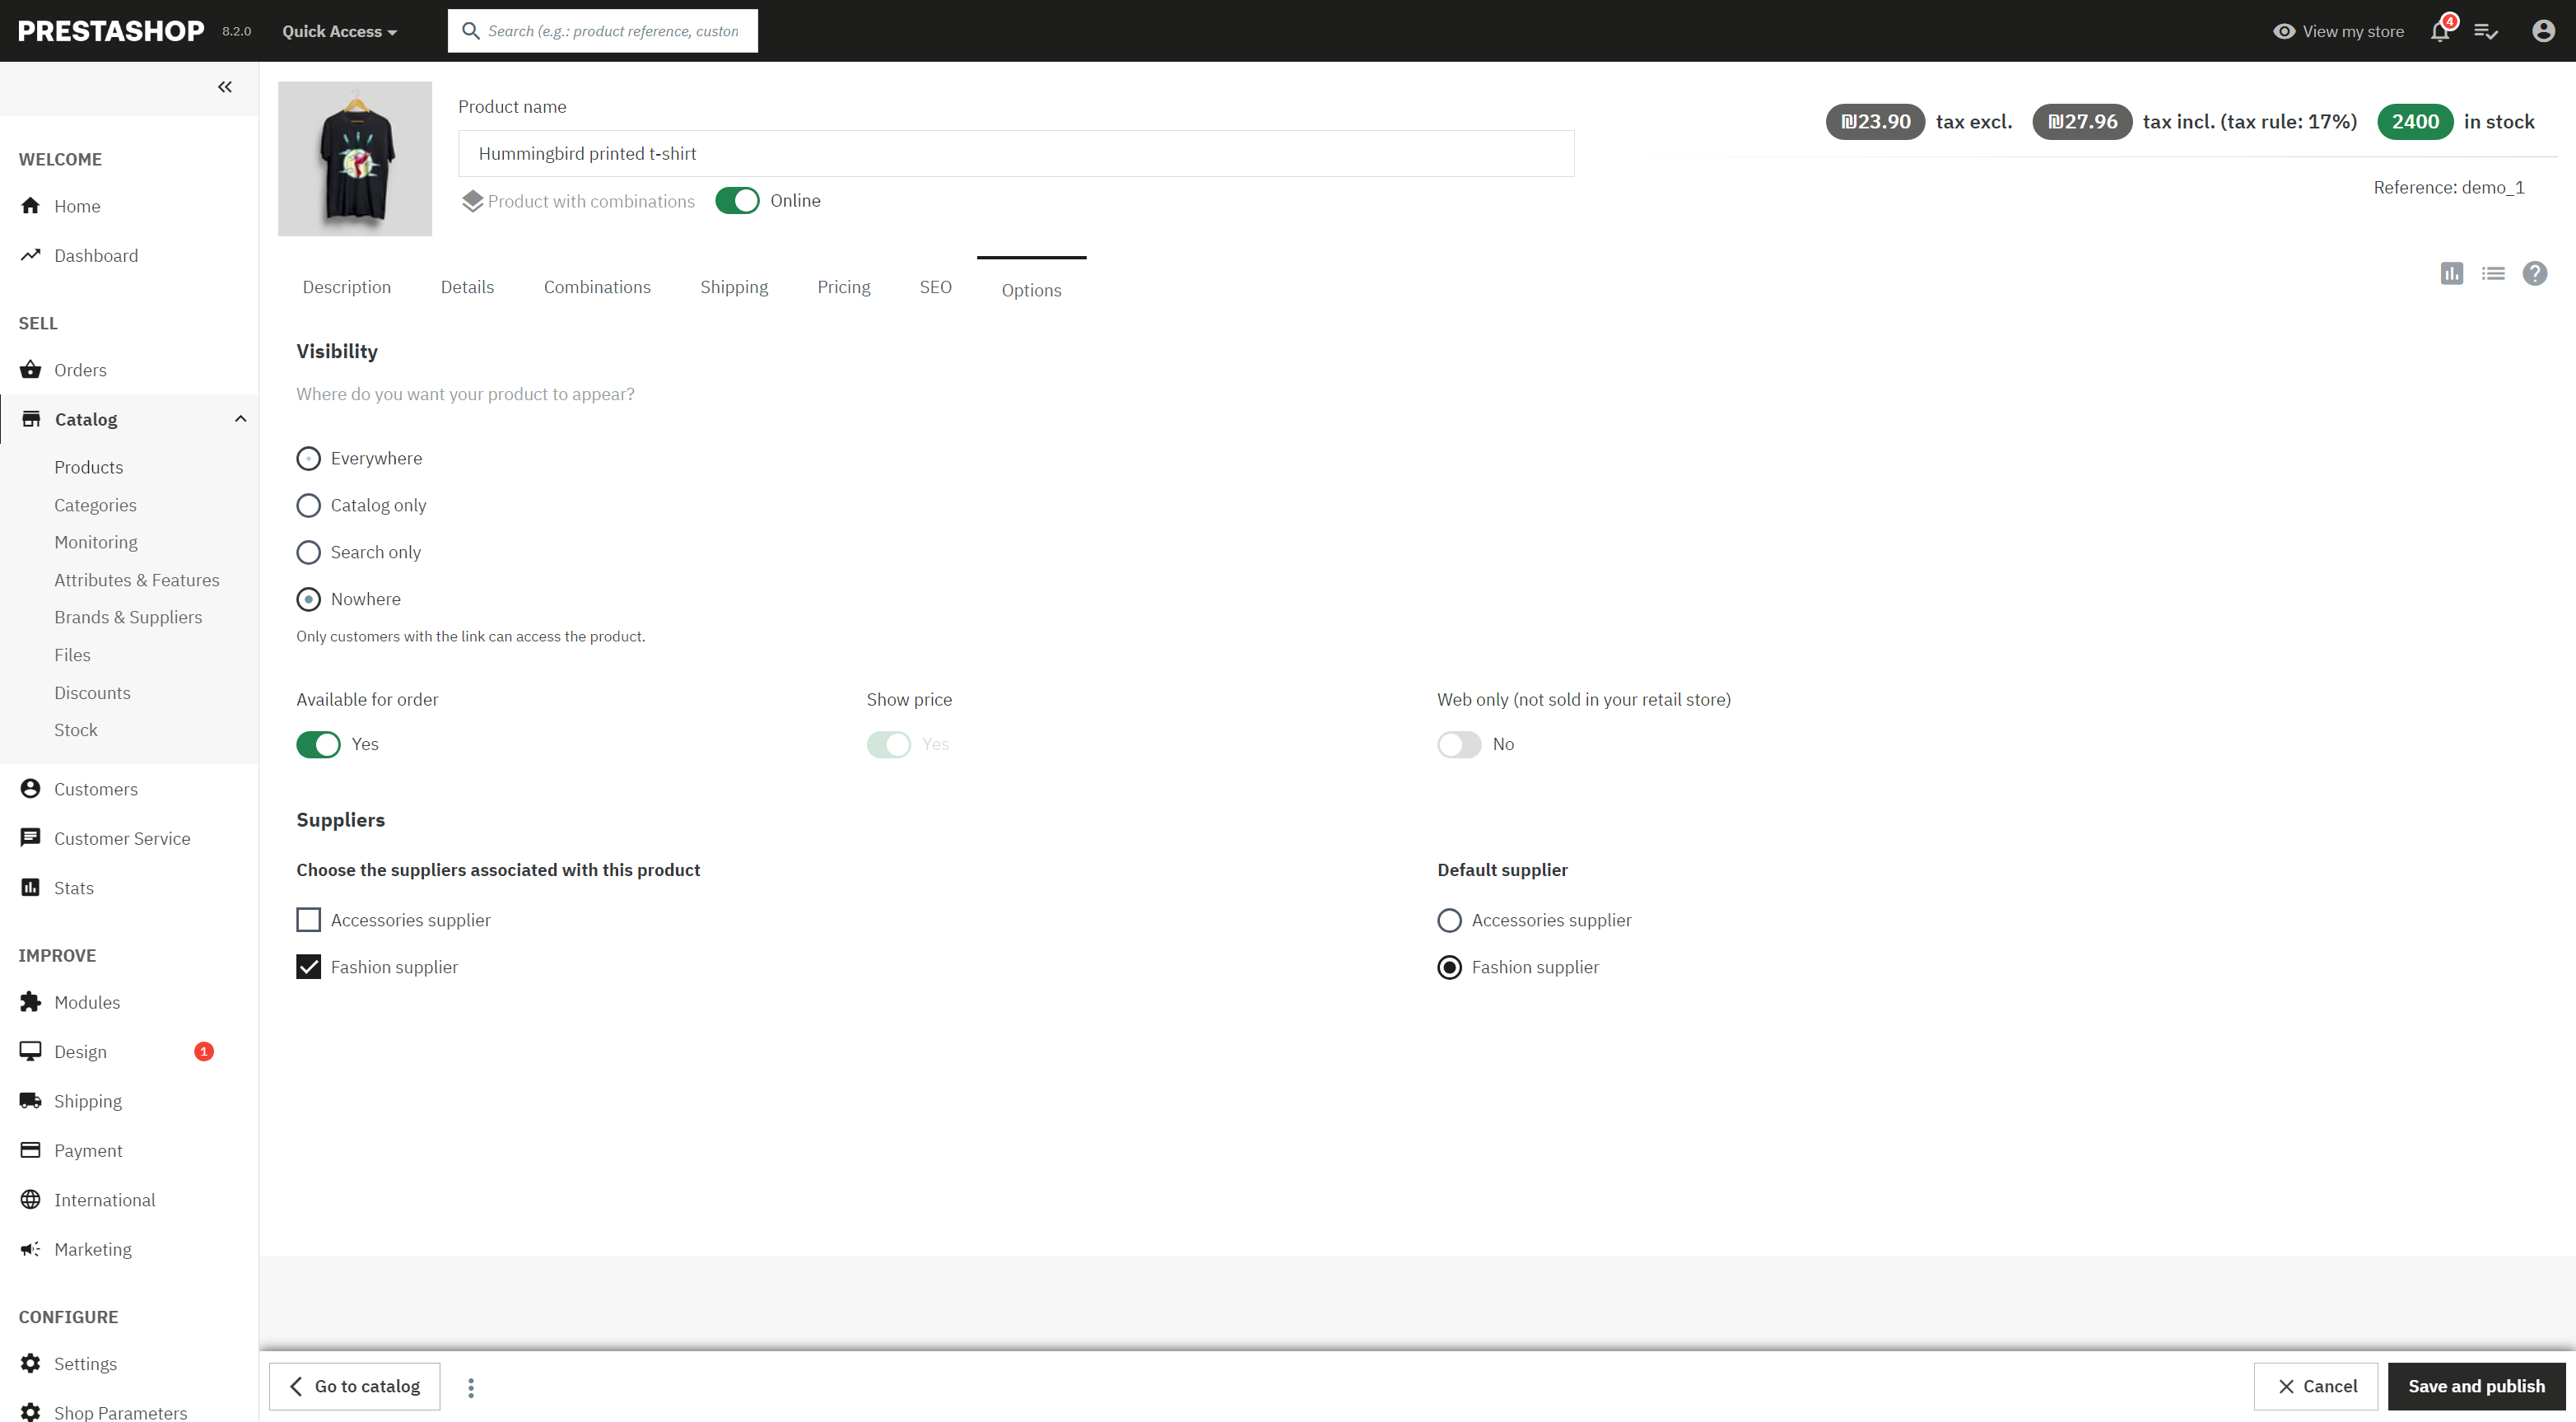 PRESTASHOP 8.2.0 Quick Access Search (e.g.: product reference, custon View my store 4
WELCOME
Home
Dashboard
SELL
Orders
Catalog
Products
Categories
Monitoring
Attributes & Features
Brands & Suppliers
Files
Discounts
Stock
Customers
Customer Service
Stats
IMPROVE
Modules
Design 1
Shipping
Payment
International
Marketing
CONFIGURE
Settings
Shop Parameters
Product name
Hummingbird printed t-shirt
Product with combinations Online
₪23.90 tax excl. ₪27.96 tax incl. (tax rule: 17%) 2400 in stock
Reference: demo_1
Description Details Combinations Shipping Pricing SEO Options
Visibility
Where do you want your product to appear?
Everywhere
Catalog only
Search only
Nowhere
Only customers with the link can access the product.
Available for order Show price Web only (not sold in your retail store)
Yes Yes No
Suppliers
Choose the suppliers associated with this product Default supplier
Accessories supplier Accessories supplier
Fashion supplier Fashion supplier
Go to catalog Cancel Save and publish